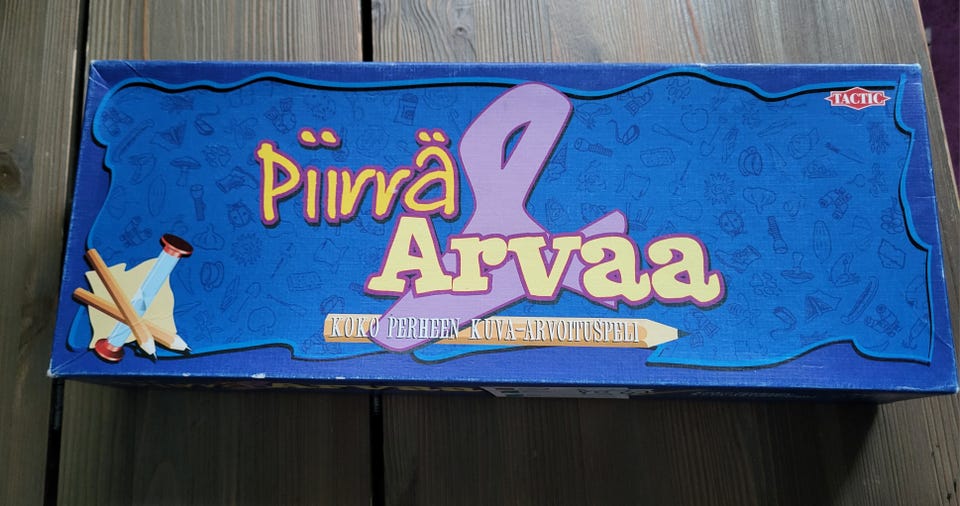 TACTIC
Piirrä
&
Arvaa
KOKO PERHEEN KUVA-ARVOITUSPELI